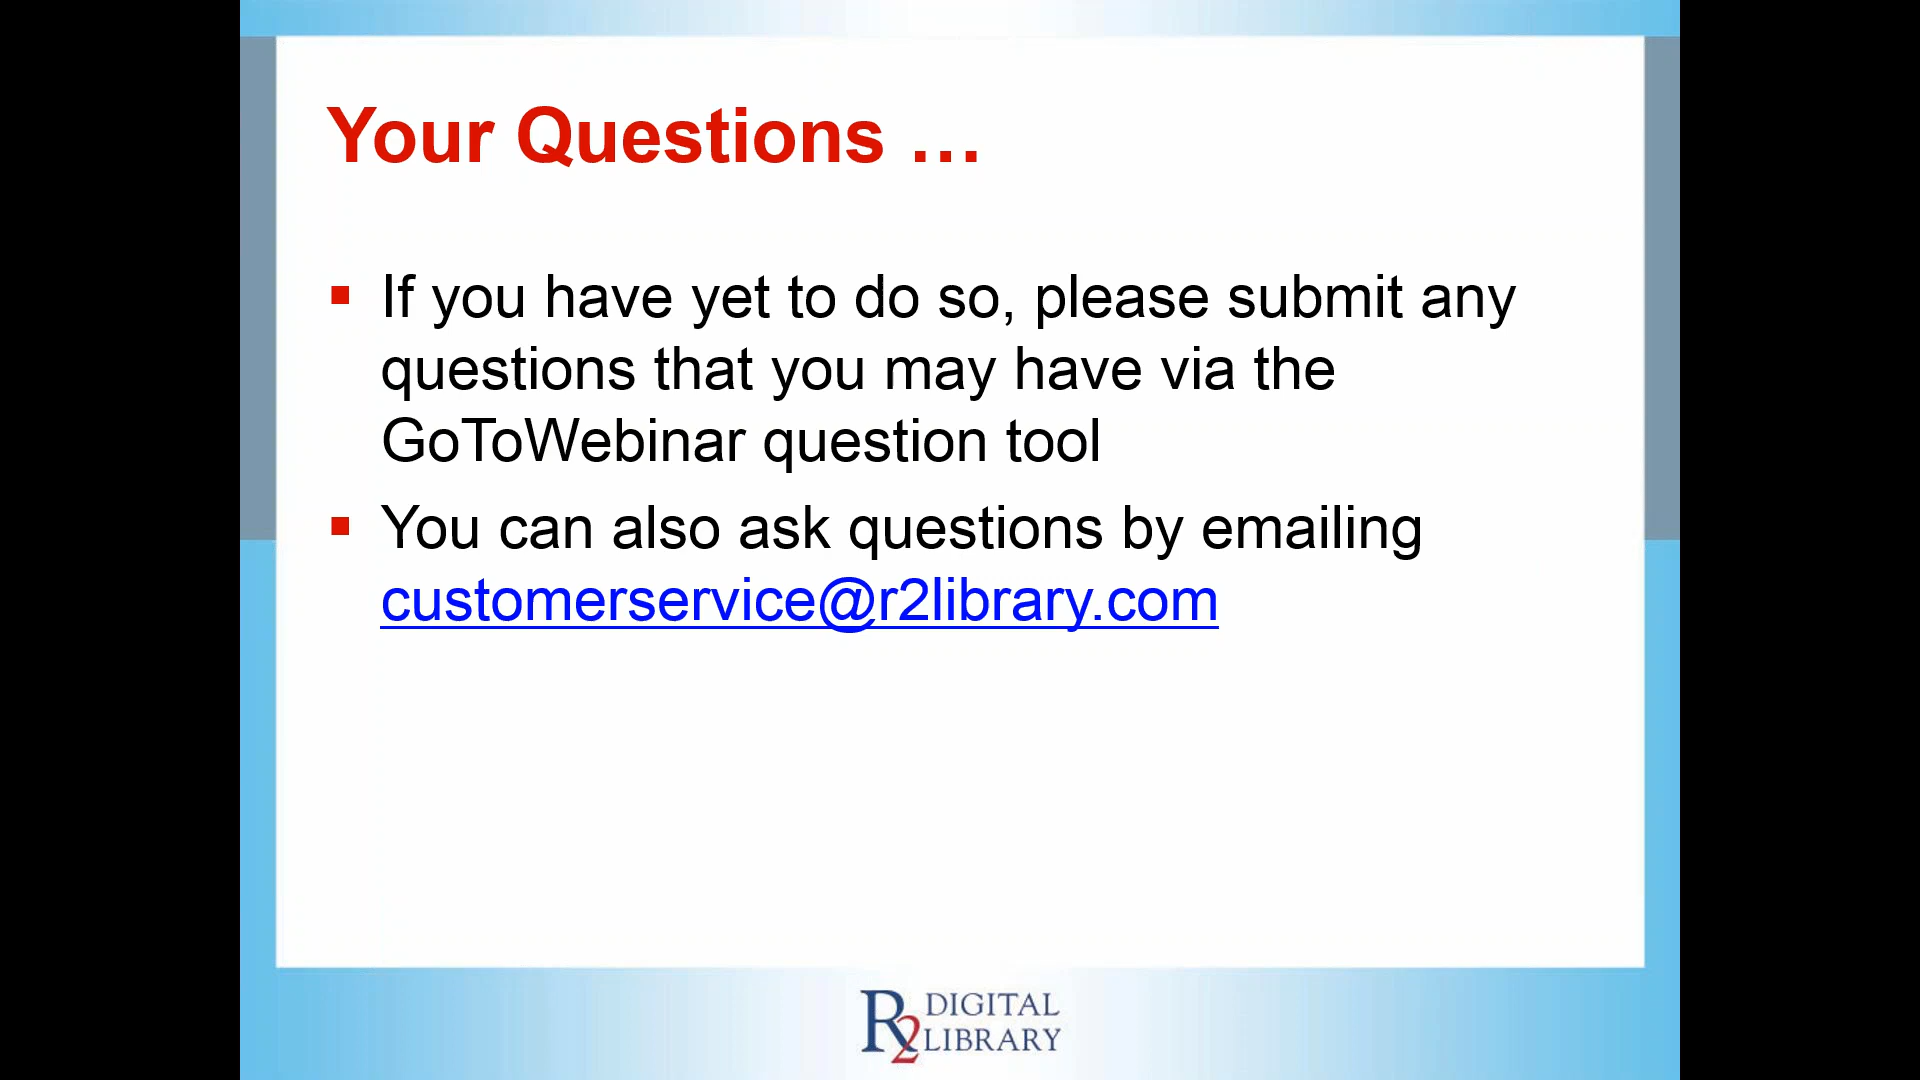 Your Questions …
If you have yet to do so, please submit any
questions that you may have via the
GoToWebinar question tool
You can also ask questions by emailing
customerservice@r2library.com
R2 DIGITAL
LIBRARY